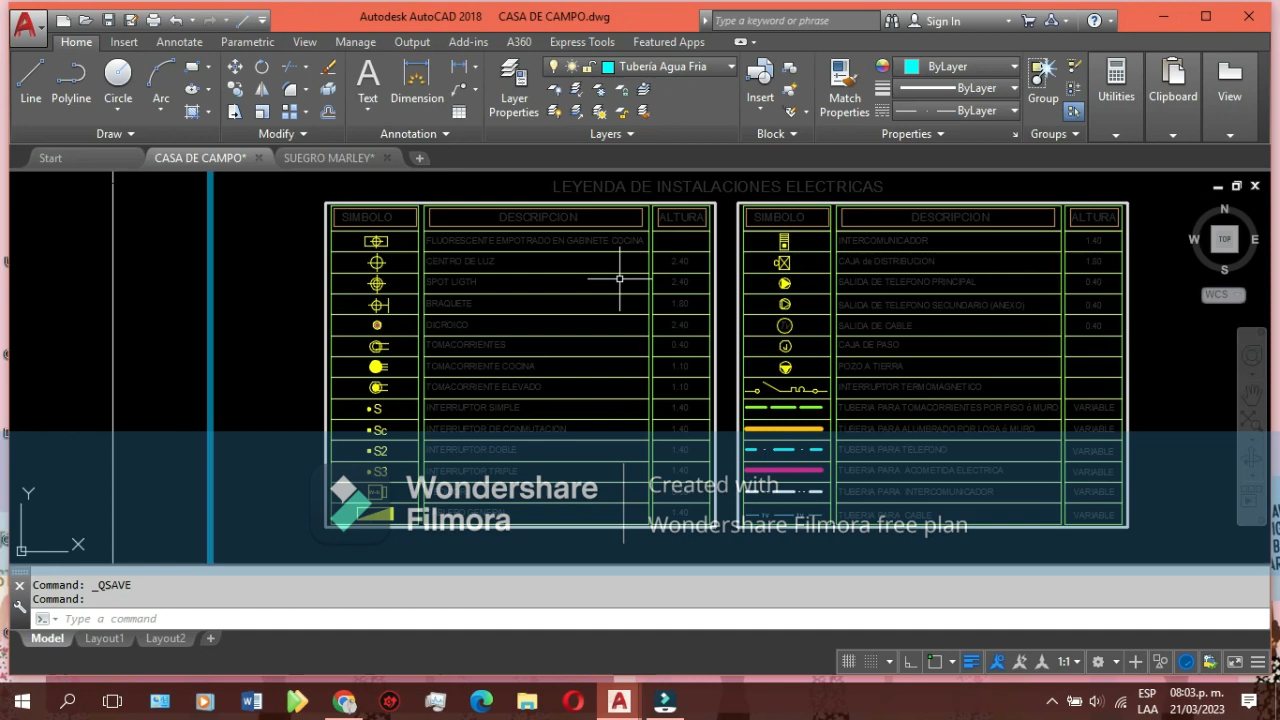 Autodesk AutoCAD 2018 CASA DE CAMPO.dwg
Type a keyword or phrase
Sign In
Home Insert Annotate Parametric View Manage Output Add-ins A360 Express Tools Featured Apps
Line Polyline Circle Arc
Text Dimension
Layer Properties
Tubería Agua Fria
Insert
Match Properties
ByLayer
ByLayer
ByLayer
Group
Utilities
Clipboard
View
Draw Modify Annotation Layers Block Properties Groups
Start CASA DE CAMPO* SUEGRO MARLEY*
LEYENDA DE INSTALACIONES ELECTRICAS
SIMBOLO DESCRIPCION ALTURA
FLUORESCENTE EMPOTRADO EN GABINETE COCINA
CENTRO DE LUZ 2.40
SPOT LIGTH 2.40
BRAQUETE 1.80
DICROICO 2.40
TOMACORRIENTES 0.40
TOMACORRIENTE COCINA 1.10
TOMACORRIENTE ELEVADO 1.10
S INTERRUPTOR SIMPLE 1.40
Sc INTERRUPTOR DE CONMUTACION 1.40
S2 INTERRUPTOR DOBLE 1.40
S3 INTERRUPTOR TRIPLE 1.40
1.40
SIMBOLO DESCRIPCION ALTURA
INTERCOMUNICADOR 1.40
CAJA de DISTRIBUCION 1.80
SALIDA DE TELEFONO PRINCIPAL 0.40
SALIDA DE TELEFONO SECUNDARIO (ANEXO) 0.40
SALIDA DE CABLE 0.40
J CAJA DE PASO
POZO A TIERRA
INTERRUPTOR TERMOMAGNETICO
TUBERIA PARA TOMACORRIENTES POR PISO ó MURO VARIABLE
TUBERIA PARA ALUMBRADO POR LOSA ó MURO VARIABLE
TUBERIA PARA TELEFONO VARIABLE
TUBERIA PARA ACOMETIDA ELECTRICA VARIABLE
TUBERIA PARA INTERCOMUNICADOR VARIABLE
TV TV TUBERIA PARA CABLE VARIABLE
N
W TOP E
S
WCS
Y
X
Wondershare
Filmora
Created with
Wondershare Filmora free plan
Command: _QSAVE
Command:
Type a command
Model Layout1 Layout2
1:1
ESP 08:03 p. m.
LAA 21/03/2023